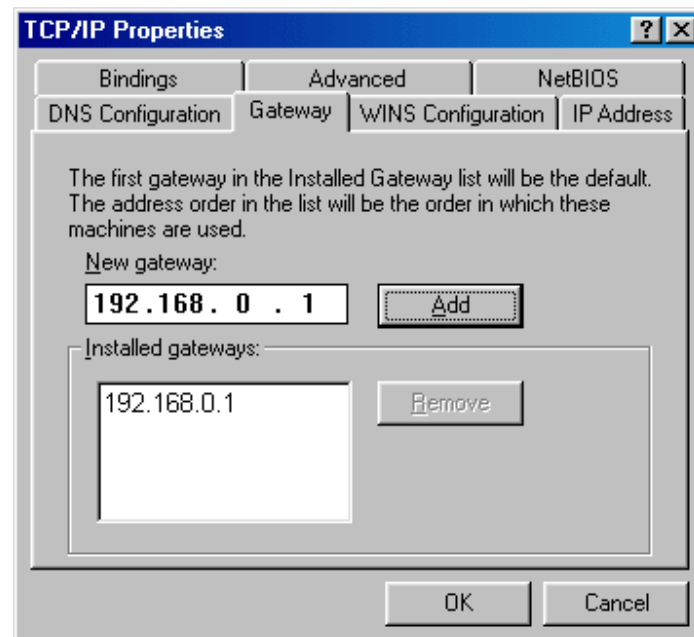 TCP/IP Properties
Bindings Advanced NetBIOS
DNS Configuration Gateway WINS Configuration IP Address
The first gateway in the Installed Gateway list will be the default.
The address order in the list will be the order in which these
machines are used.
New gateway:
192.168. 0 . 1 Add
Installed gateways:
192.168.0.1 Remove
OK Cancel